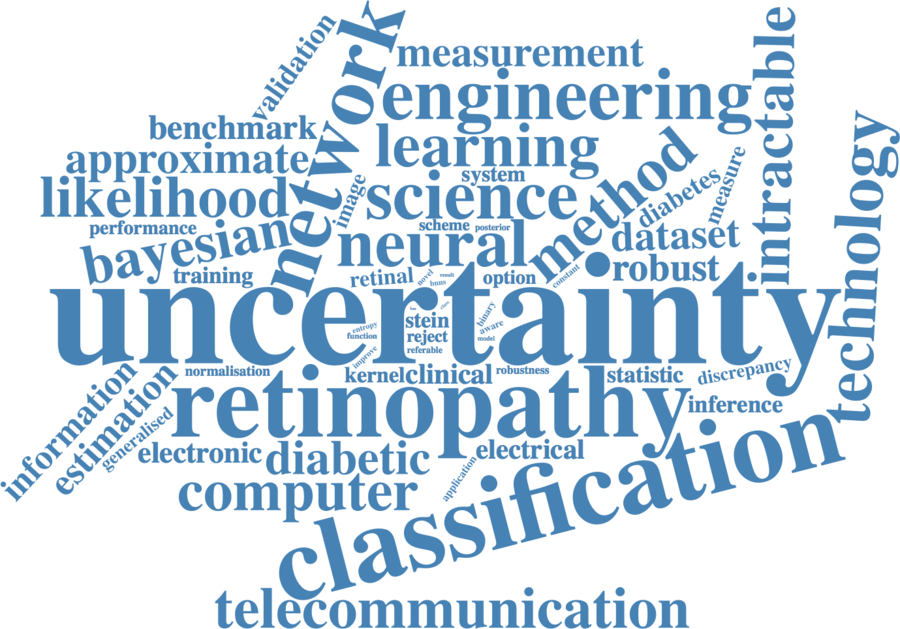 validation
network
measurement
intractable
engineering
benchmark
learning
approximate
technology
method
system
image
likelihood
science
diabetes
measure
performance
scheme
posterior
bayesian
neural
dataset
training
retinal
novel
result
bnns
option
constant
robust
uncertainty
entropy
function
stein
reject
referable
binary
aware
model
improve
normalisation
kernel
clinical
robustness
statistic
discrepancy
information
estimation
generalised
retinopathy
inference
electronic
diabetic
electrical
application
computer
classification
telecommunication